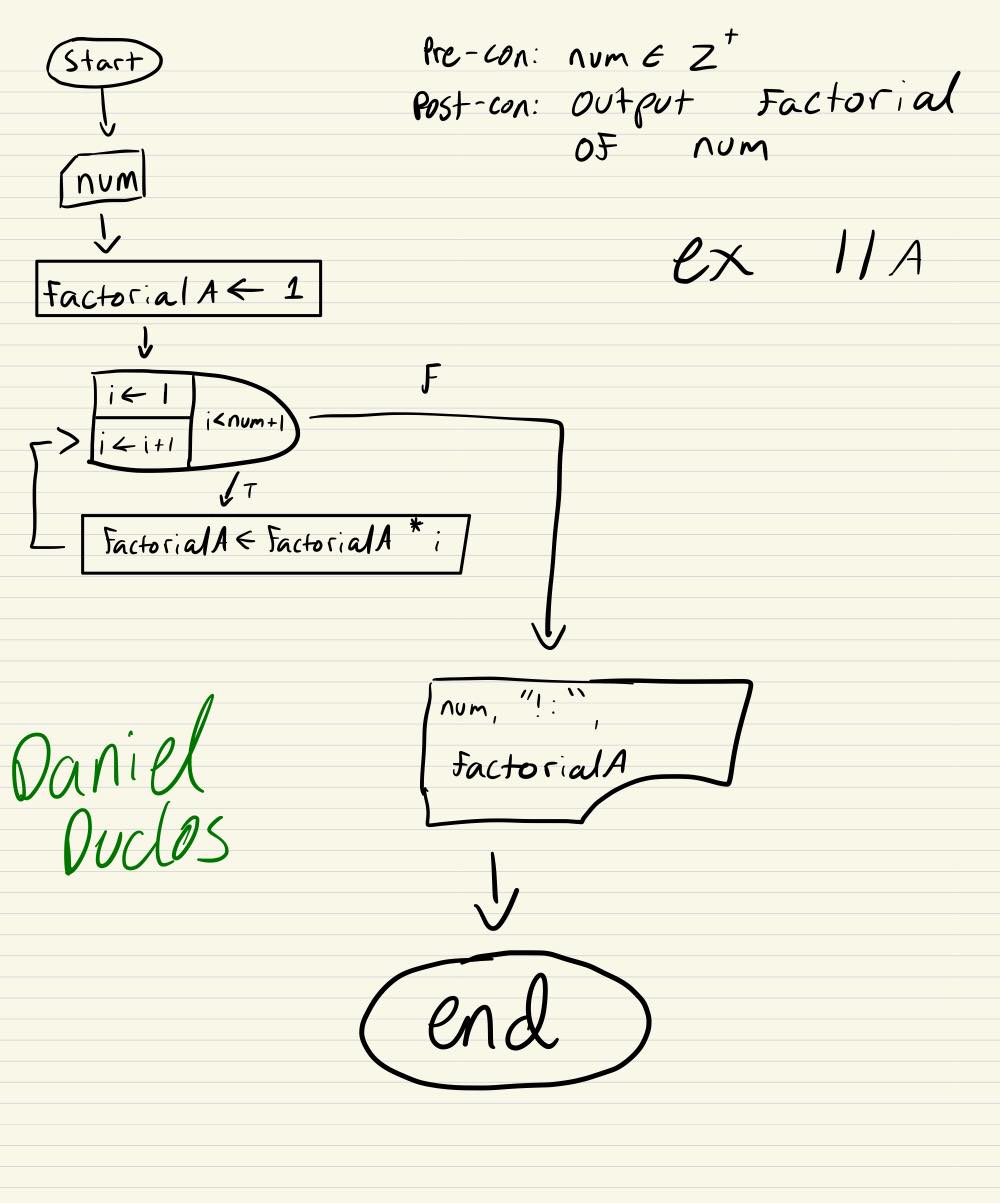 Start
Pre-con: num ∈ Z⁺
Post-con: Output Factorial
OF num
num
ex 11A
FactorialA ← 1
i ← 1
i<num+1
i ← i+1
F
T
FactorialA ← FactorialA * i
num, "!:",
FactorialA
Daniel
Duclos
end